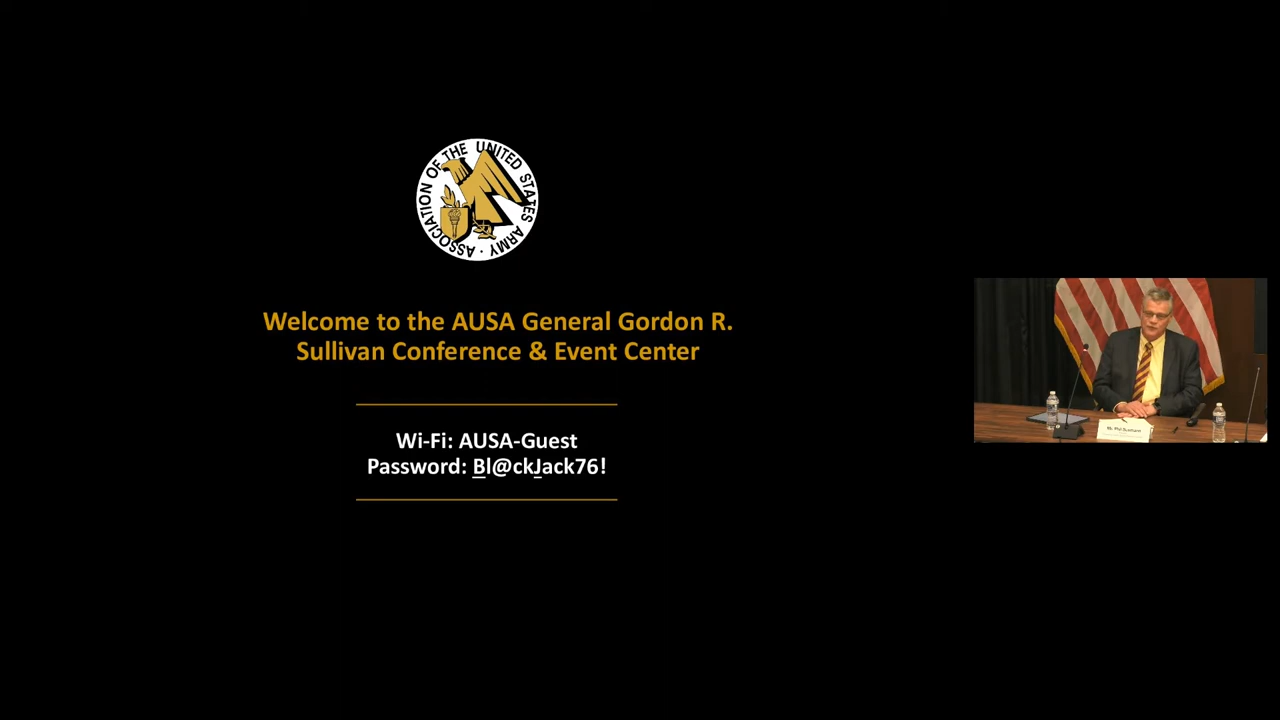 ASSOCIATION OF THE UNITED STATES ARMY ·
Welcome to the AUSA General Gordon R.
Sullivan Conference & Event Center
Wi-Fi: AUSA-Guest
Password: Bl@ckJack76!